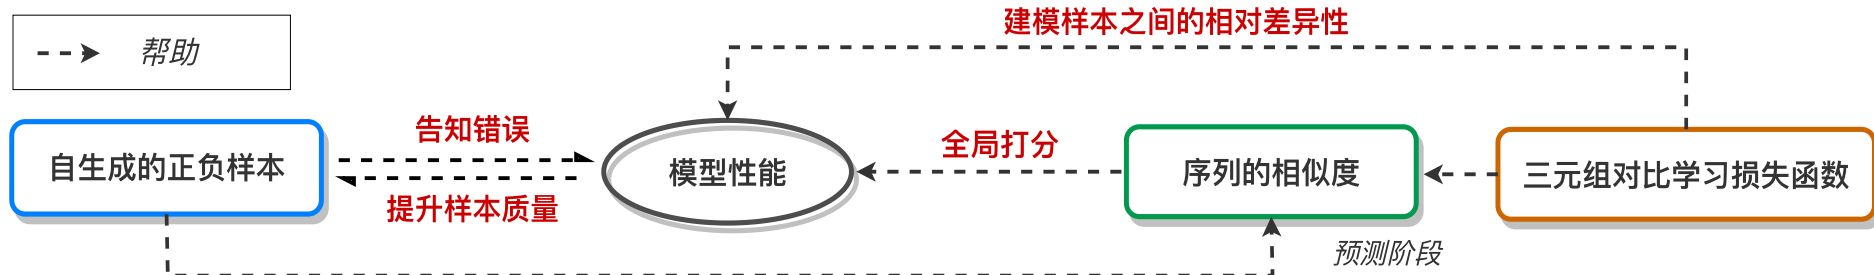 建模样本之间的相对差异性
帮助
告知错误
全局打分
自生成的正负样本
模型性能
序列的相似度
三元组对比学习损失函数
提升样本质量
预测阶段